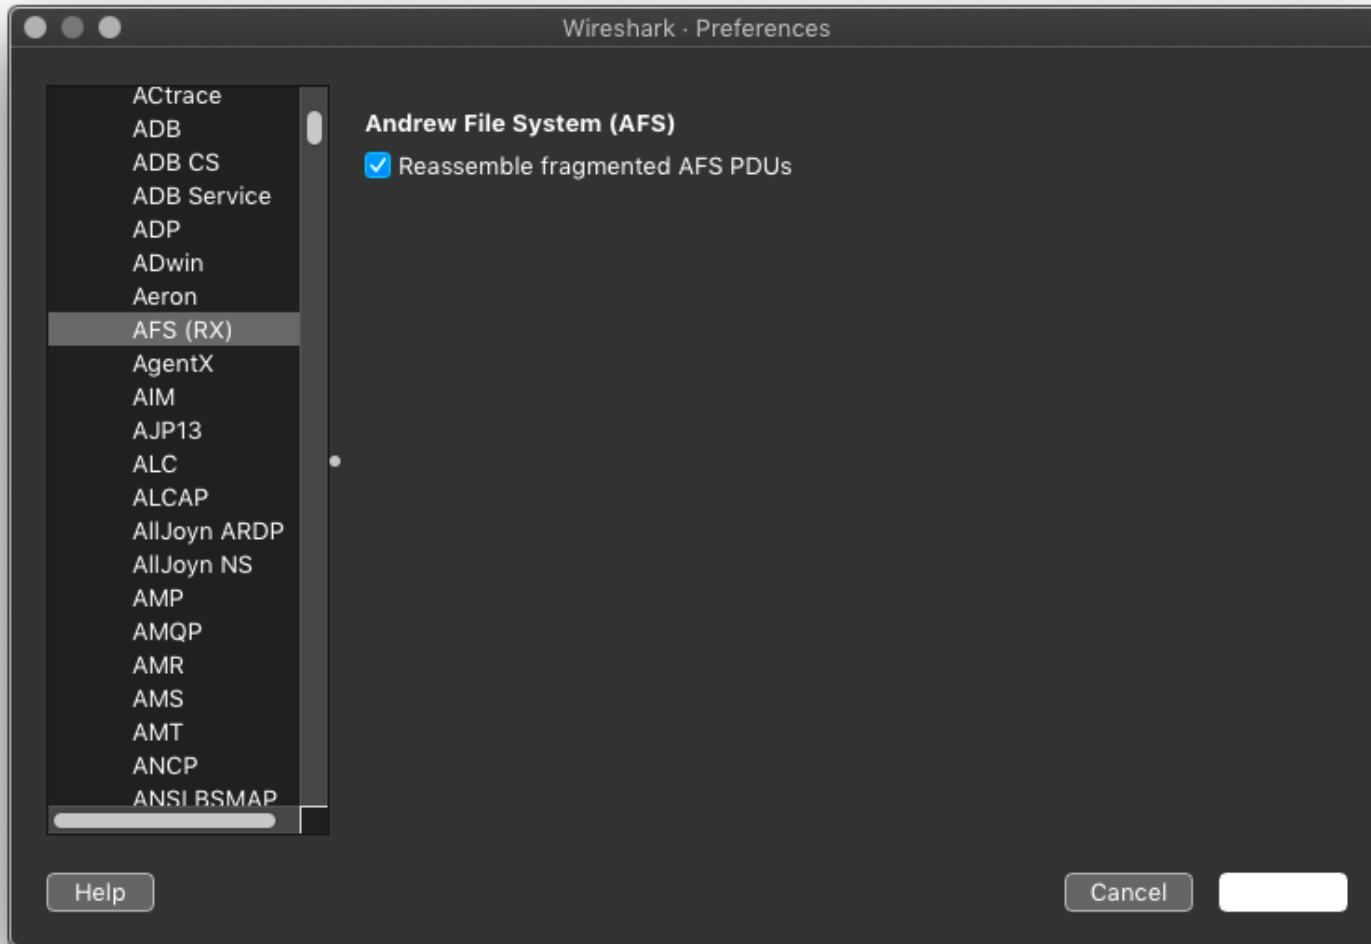 Wireshark · Preferences
ACtrace
ADB
ADB CS
ADB Service
ADP
ADwin
Aeron
AFS (RX)
AgentX
AIM
AJP13
ALC
ALCAP
AllJoyn ARDP
AllJoyn NS
AMP
AMQP
AMR
AMS
AMT
ANCP
ANSI BSMAP
Andrew File System (AFS)
Reassemble fragmented AFS PDUs
Help
Cancel